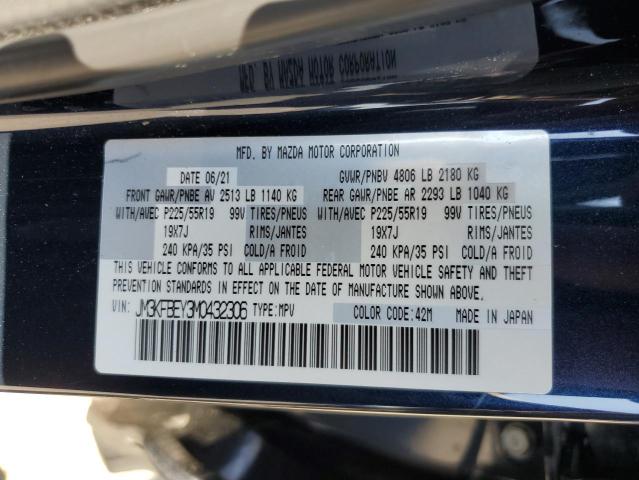 MFD. BY MAZDA MOTOR CORPORATION
MFD. BY MAZDA MOTOR CORPORATION
DATE 06/21 GVWR/PNBV 4806 LB 2180 KG
FRONT GAWR/PNBE AV 2513 LB 1140 KG REAR GAWR/PNBE AR 2293 LB 1040 KG
WITH/AVEC P225/55R19 99V TIRES/PNEUS WITH/AVEC P225/55R19 99V TIRES/PNEUS
19X7J RIMS/JANTES 19X7J RIMS/JANTES
240 KPA/35 PSI COLD/A FROID 240 KPA/35 PSI COLD/A FROID
THIS VEHICLE CONFORMS TO ALL APPLICABLE FEDERAL MOTOR VEHICLE SAFETY AND THEFT
PREVENTION STANDARDS IN EFFECT ON THE DATE OF MANUFACTURE SHOWN ABOVE.
VIN: JM3KFBEY3M0432306 TYPE:MPV COLOR CODE:42M MADE IN JAPAN